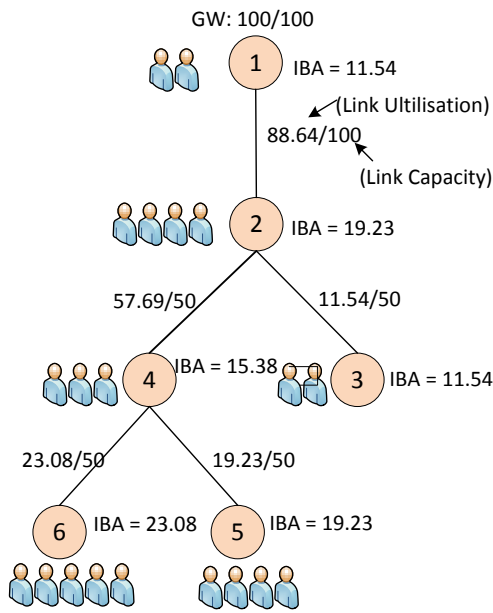 GW: 100/100
1
IBA = 11.54
(Link Ultilisation)
88.64/100
(Link Capacity)
2
IBA = 19.23
57.69/50
11.54/50
4
IBA = 15.38
3
IBA = 11.54
23.08/50
19.23/50
6
IBA = 23.08
5
IBA = 19.23